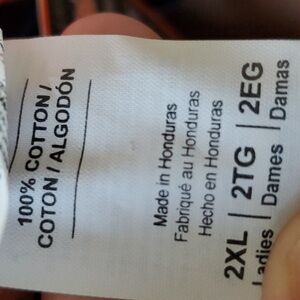 100% COTTON /
COTON / ALGODÓN
Made in Honduras
Fabriqué au Honduras
Hecho en Honduras
2XL | 2TG | 2EG
Ladies | Dames | Damas